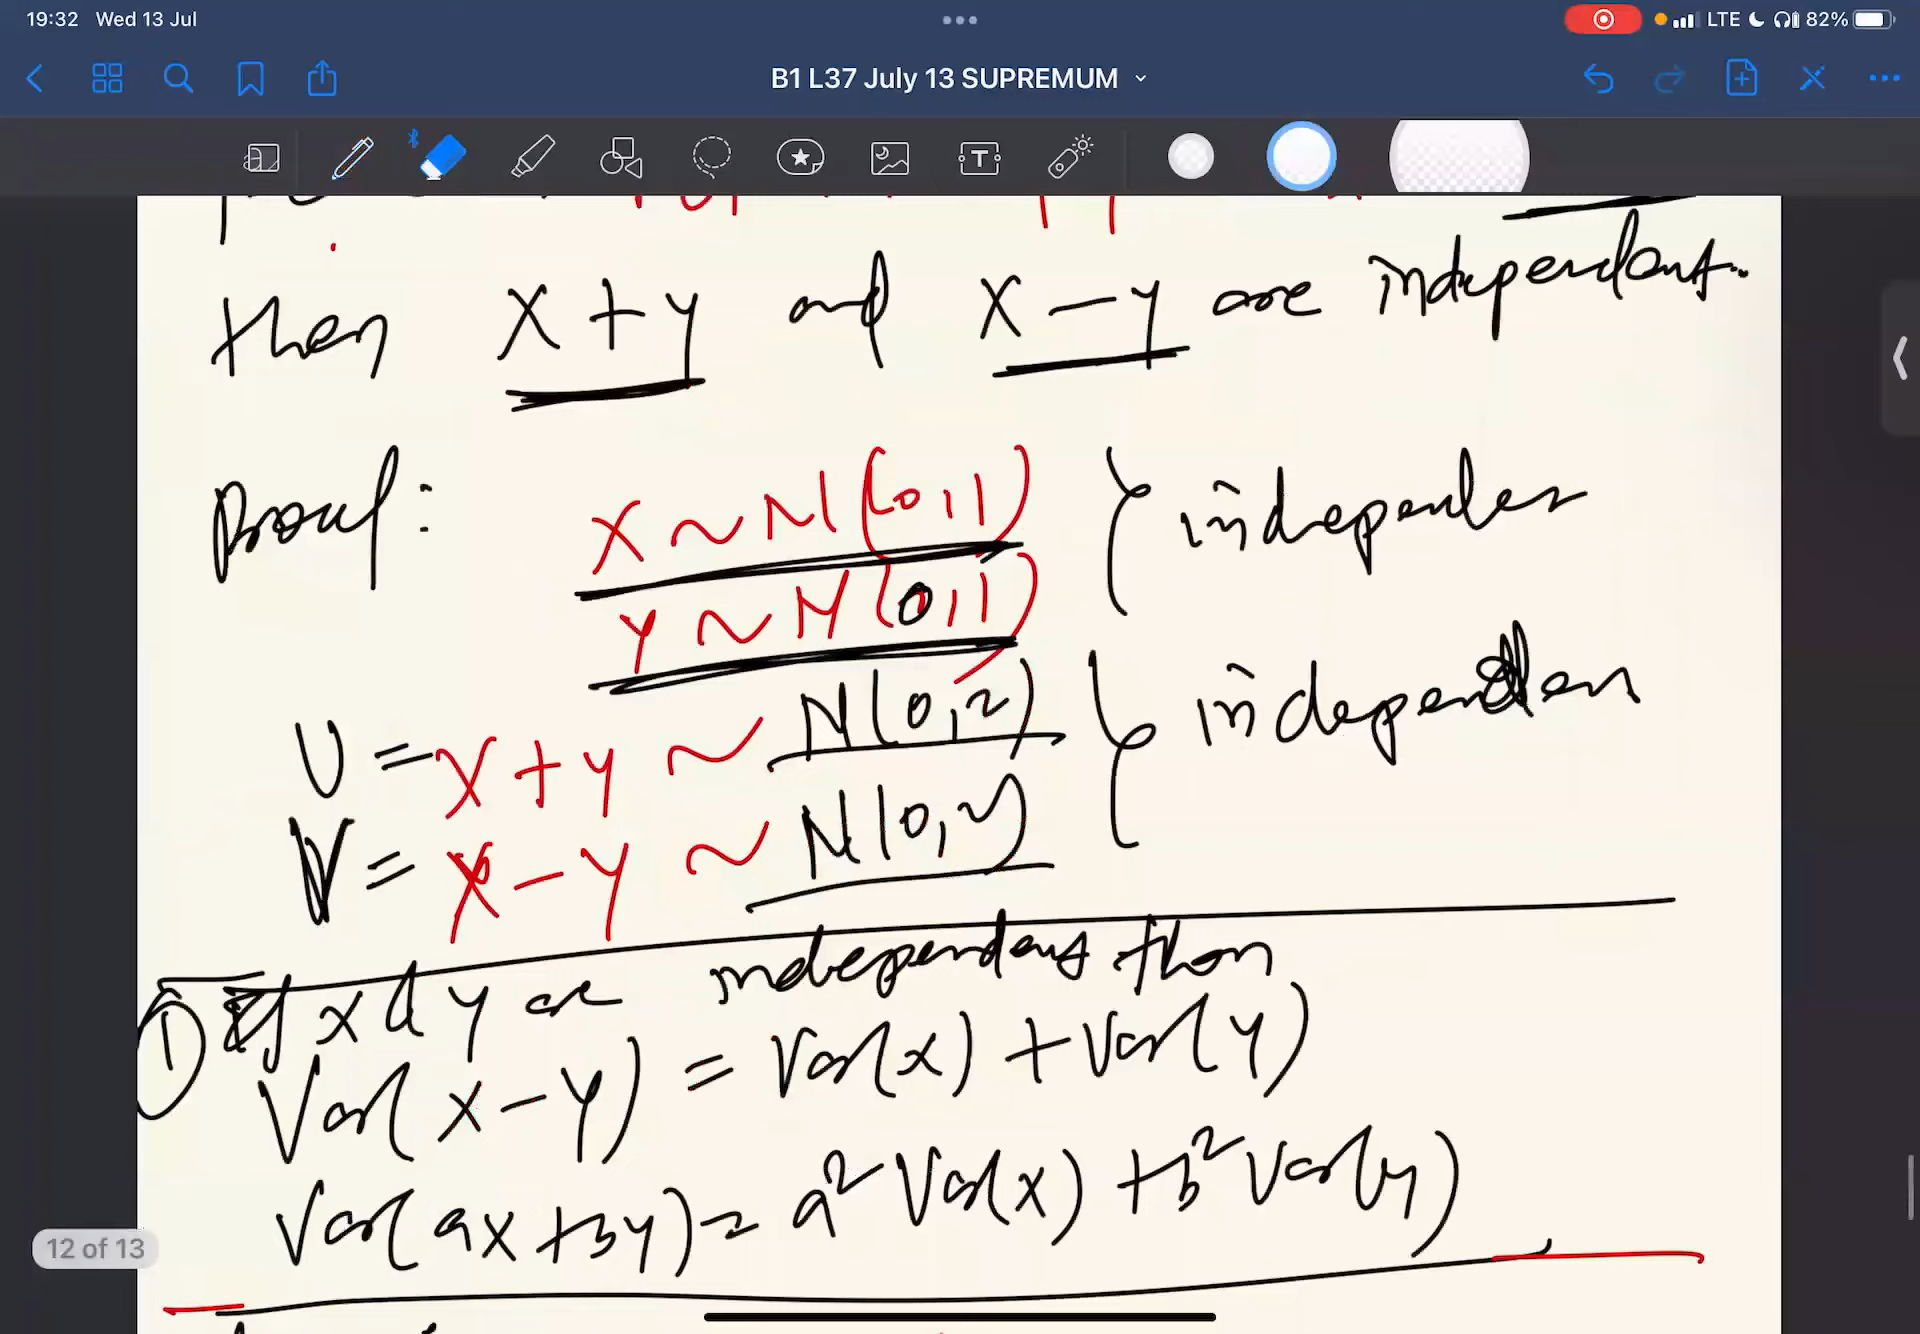 19:32 Wed 13 Jul
LTE 82%
B1 L37 July 13 SUPREMUM
then X + Y and X - Y are independent.
Proof:
X ~ N(0,1)
independen
Y ~ N(0,1)
U = X + Y ~ N(0,2)
independen
V = X - Y ~ N(0,2)
① If X d Y are independent then
Var(X - Y) = Var(X) + Var(Y)
Var(aX + bY) = a² Var(X) + b² Var(Y)
12 of 13